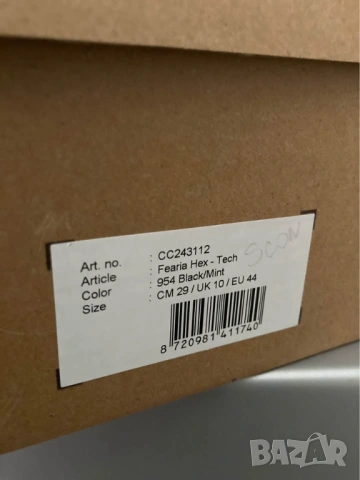 Art. no. : CC243112
Article : Fearia Hex - Tech
Color : 954 Black/Mint
Size : CM 29 / UK 10 / EU 44
SCON
8 720981 411740
BAZAR